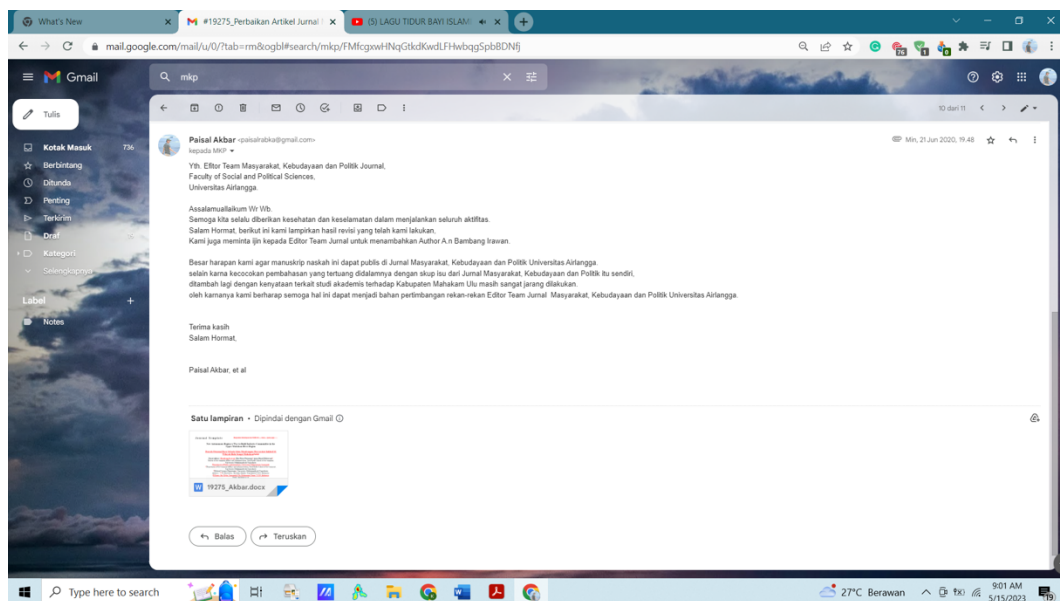 What's New
#19275_Perbaikan Artikel Jurnal
(5) LAGU TIDUR BAYI ISLAMI
mail.google.com/mail/u/0/?tab=rm&ogbl#search/mkp/FMfcgxwHNqGtkdKwdLFHwbqgSpbBDNfj
76
Gmail
mkp
Tulis
10 dari 11
Kotak Masuk 736
Berbintang
Ditunda
Penting
Terkirim
Draf
Kategori
Selengkapnya
Label
Notes
Paisal Akbar <paisalrabka@gmail.com>
Min, 21 Jun 2020, 19.48
kepada MKP
Yth. Efitor Team Masyarakat, Kebudayaan dan Politik Journal,
Faculty of Social and Political Sciences,
Universitas Airlangga.
Assalamuallaikum Wr Wb.
Semoga kita selalu diberikan kesehatan dan keselamatan dalam menjalankan seluruh aktifitas.
Salam Hormat, berikut ini kami lampirkan hasil revisi yang telah kami lakukan,
Kami juga meminta ijin kepada Editor Team Jurnal untuk menambahkan Author A.n Bambang Irawan.
Besar harapan kami agar manuskrip naskah ini dapat publis di Jurnal Masyarakat, Kebudayaan dan Politik Universitas Airlangga.
selain karna kecocokan pembahasan yang tertuang didalamnya dengan skup isu dari Jurnal Masyarakat, Kebudayaan dan Politik itu sendiri,
ditambah lagi dengan kenyataan terkait studi akademis terhadap Kabupaten Mahakam Ulu masih sangat jarang dilakukan.
oleh karnanya kami berharap semoga hal ini dapat menjadi bahan pertimbangan rekan-rekan Editor Team Jurnal Masyarakat, Kebudayaan dan Politik Universitas Airlangga.
Terima kasih
Salam Hormat,
Paisal Akbar, et al
Satu lampiran • Dipindai dengan Gmail
19275_Akbar.docx
Balas
Teruskan
Type here to search
27°C Berawan
9:01 AM
5/15/2023
19